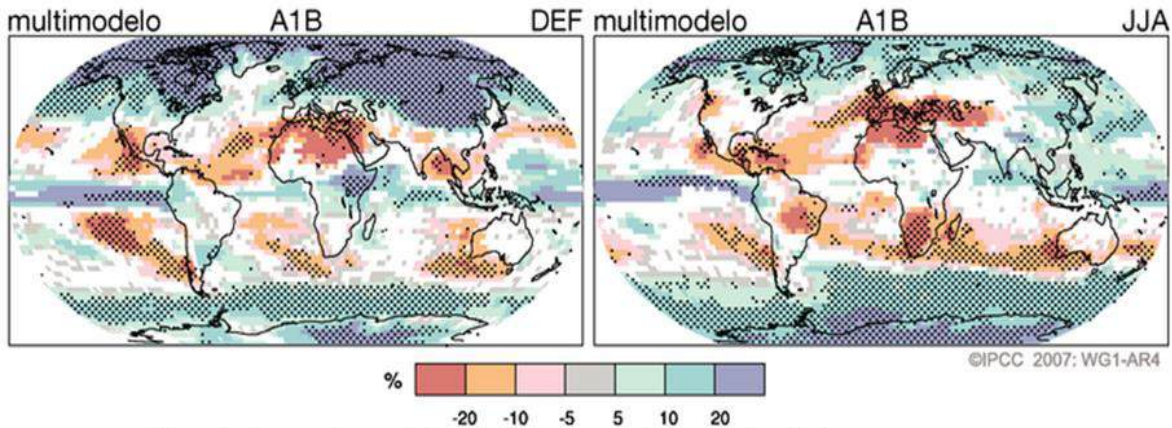 multimodelo A1B DEF
multimodelo A1B JJA
©IPCC 2007: WG1-AR4
%
-20 -10 -5 5 10 20